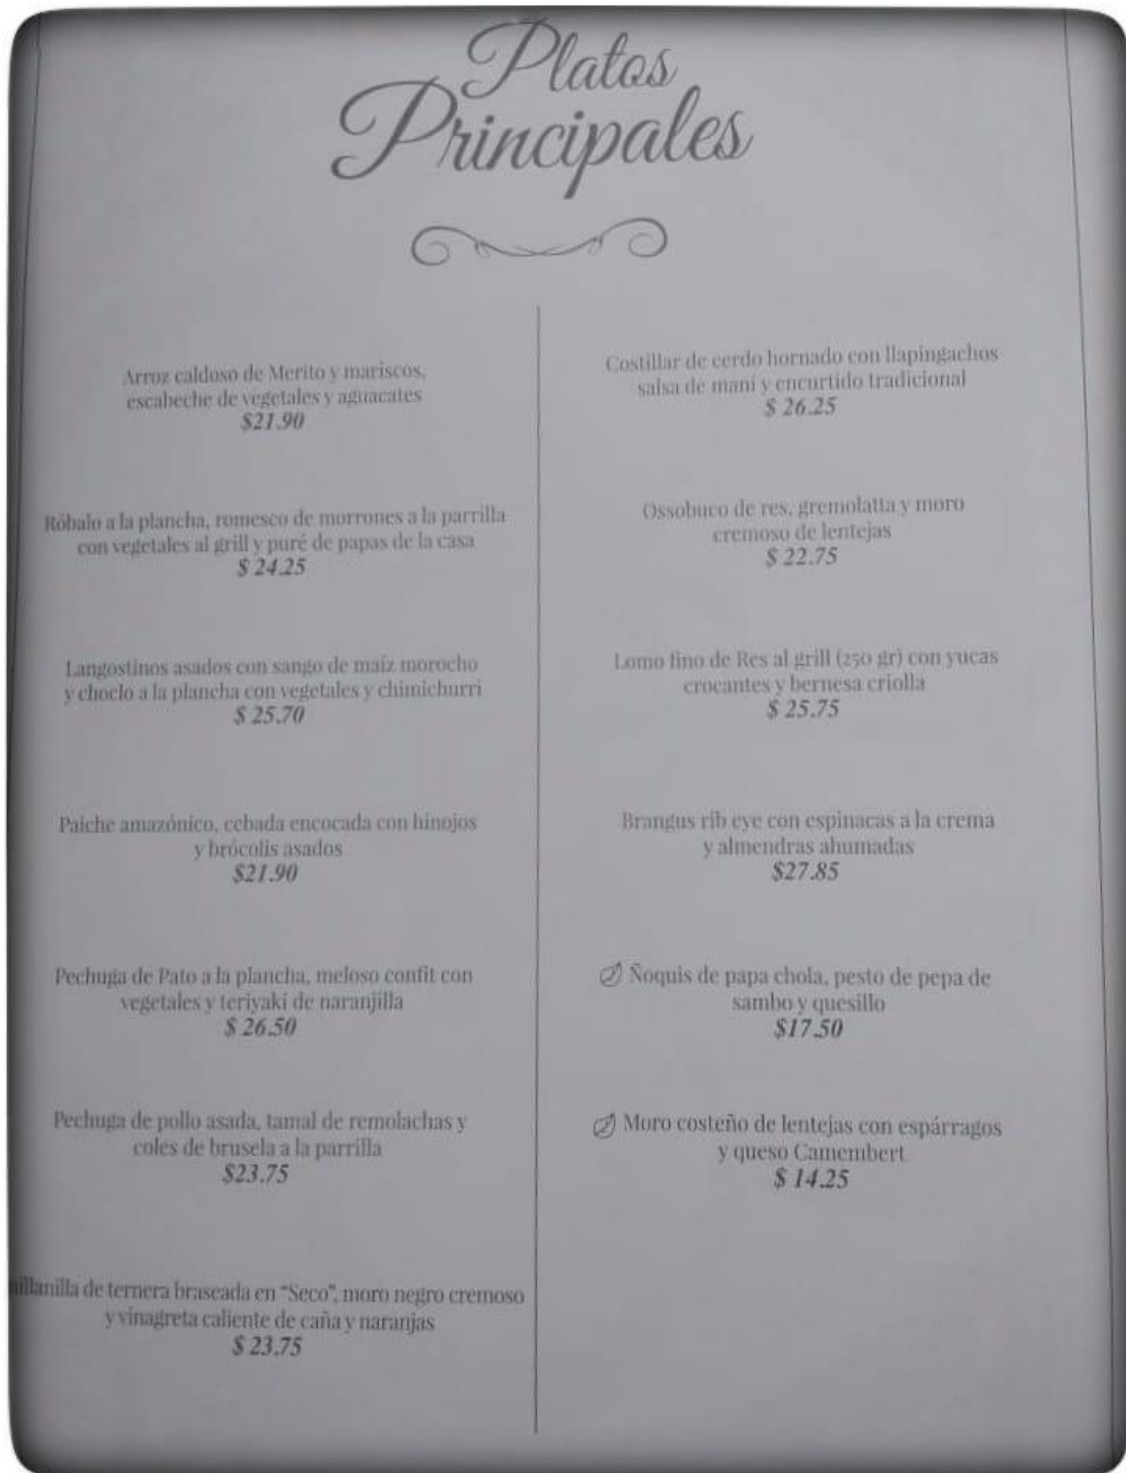 Platos
Principales
Arroz caldoso de Merito y mariscos,
escabeche de vegetales y aguacates
$21.90
Róbalo a la plancha, romesco de morrones a la parrilla
con vegetales al grill y puré de papas de la casa
$ 24.25
Langostinos asados con sango de maíz morocho
y choclo a la plancha con vegetales y chimichurri
$ 25.70
Paiche amazónico, cebada encocada con hinojos
y brócolis asados
$21.90
Pechuga de Pato a la plancha, meloso confit con
vegetales y teriyaki de naranjilla
$ 26.50
Pechuga de pollo asada, tamal de remolachas y
coles de brusela a la parrilla
$23.75
de ternera braseada en “Seco”, moro negro cremoso
y vinagreta caliente de caña y naranjas
$ 23.75
Costillar de cerdo hornado con llapingachos
salsa de maní y encurtido tradicional
$ 26.25
Ossobuco de res, gremolatta y moro
cremoso de lentejas
$ 22.75
Lomo fino de Res al grill (250 gr) con yucas
crocantes y bernesa criolla
$ 25.75
Brangus rib eye con espinacas a la crema
y almendras ahumadas
$27.85
Ñoquis de papa chola, pesto de pepa de
sambo y quesillo
$17.50
Moro costeño de lentejas con espárragos
y queso Camembert
$ 14.25